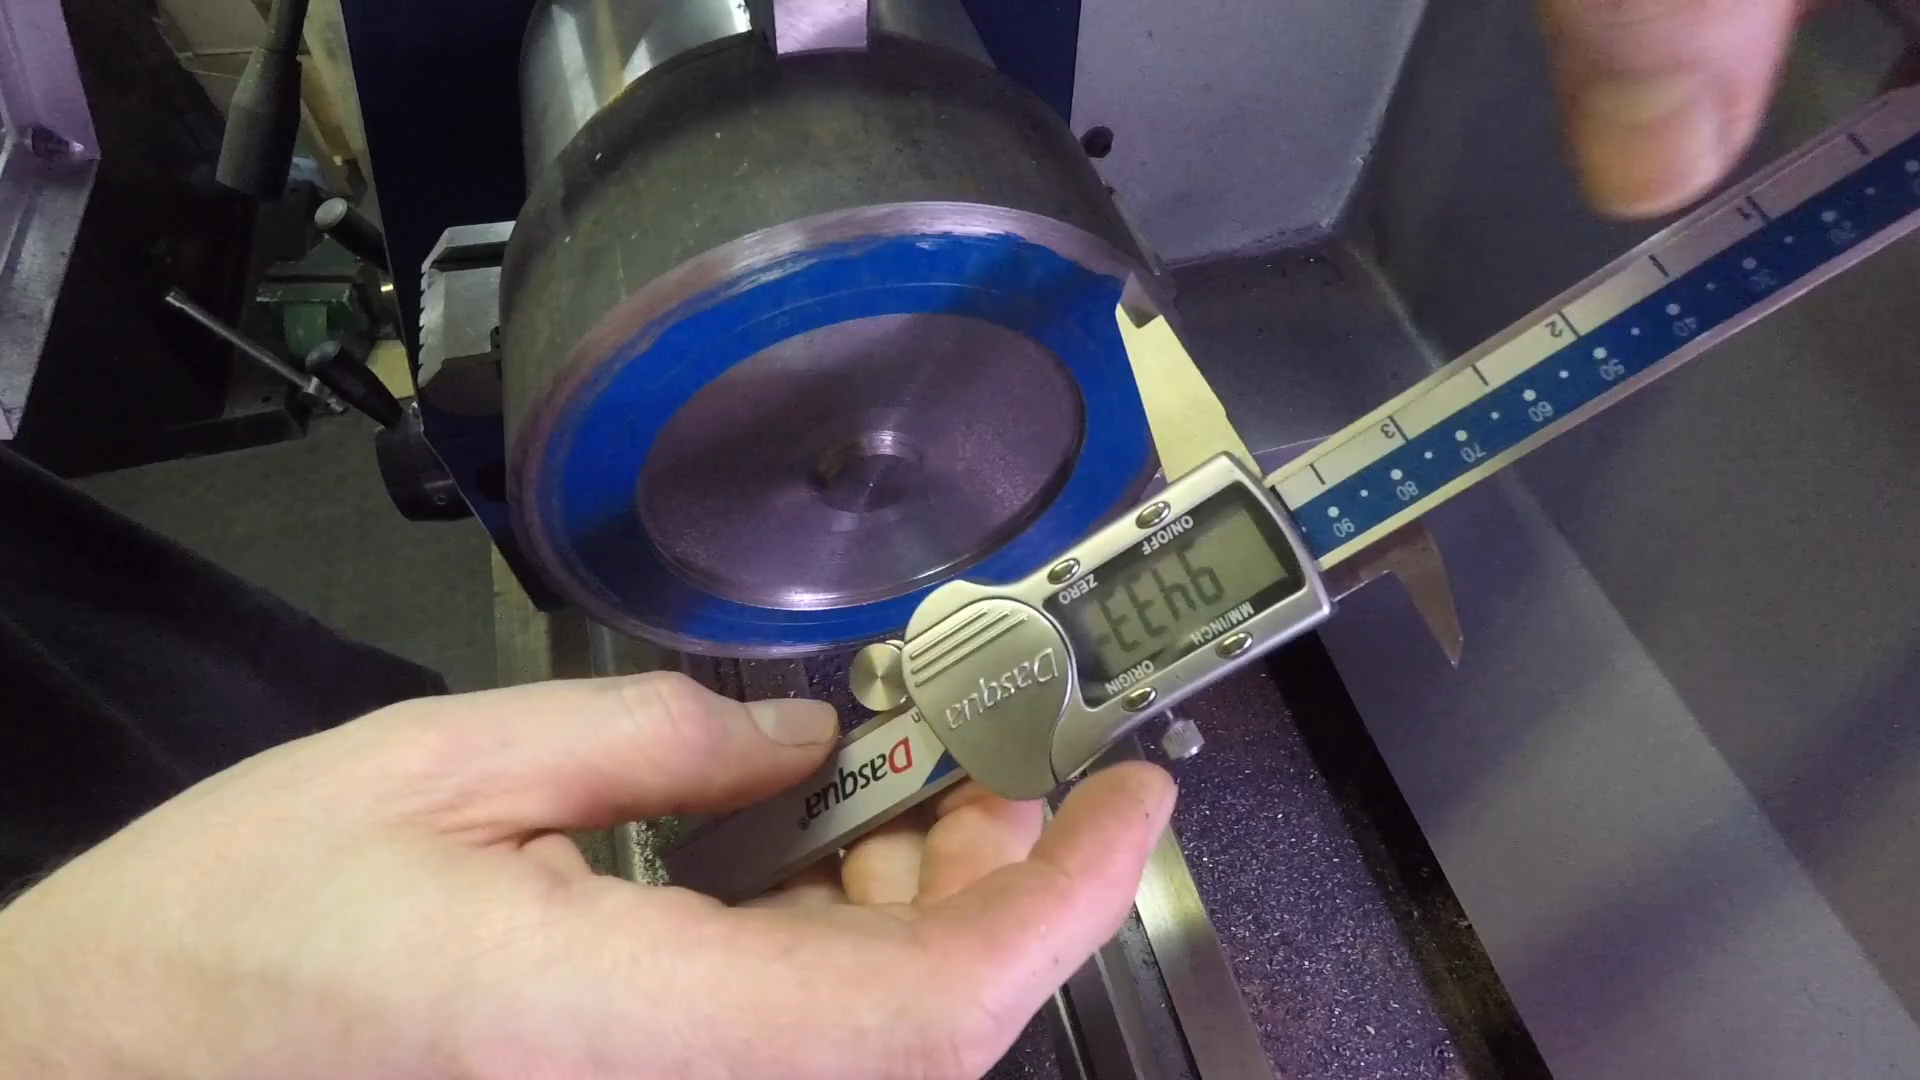 Dasqua®
in
Dasqua
ON/OFF
ZERO
94.33
MM/INCH
ORIGIN
1 2 3
20 30 40 50 60 70 80 90